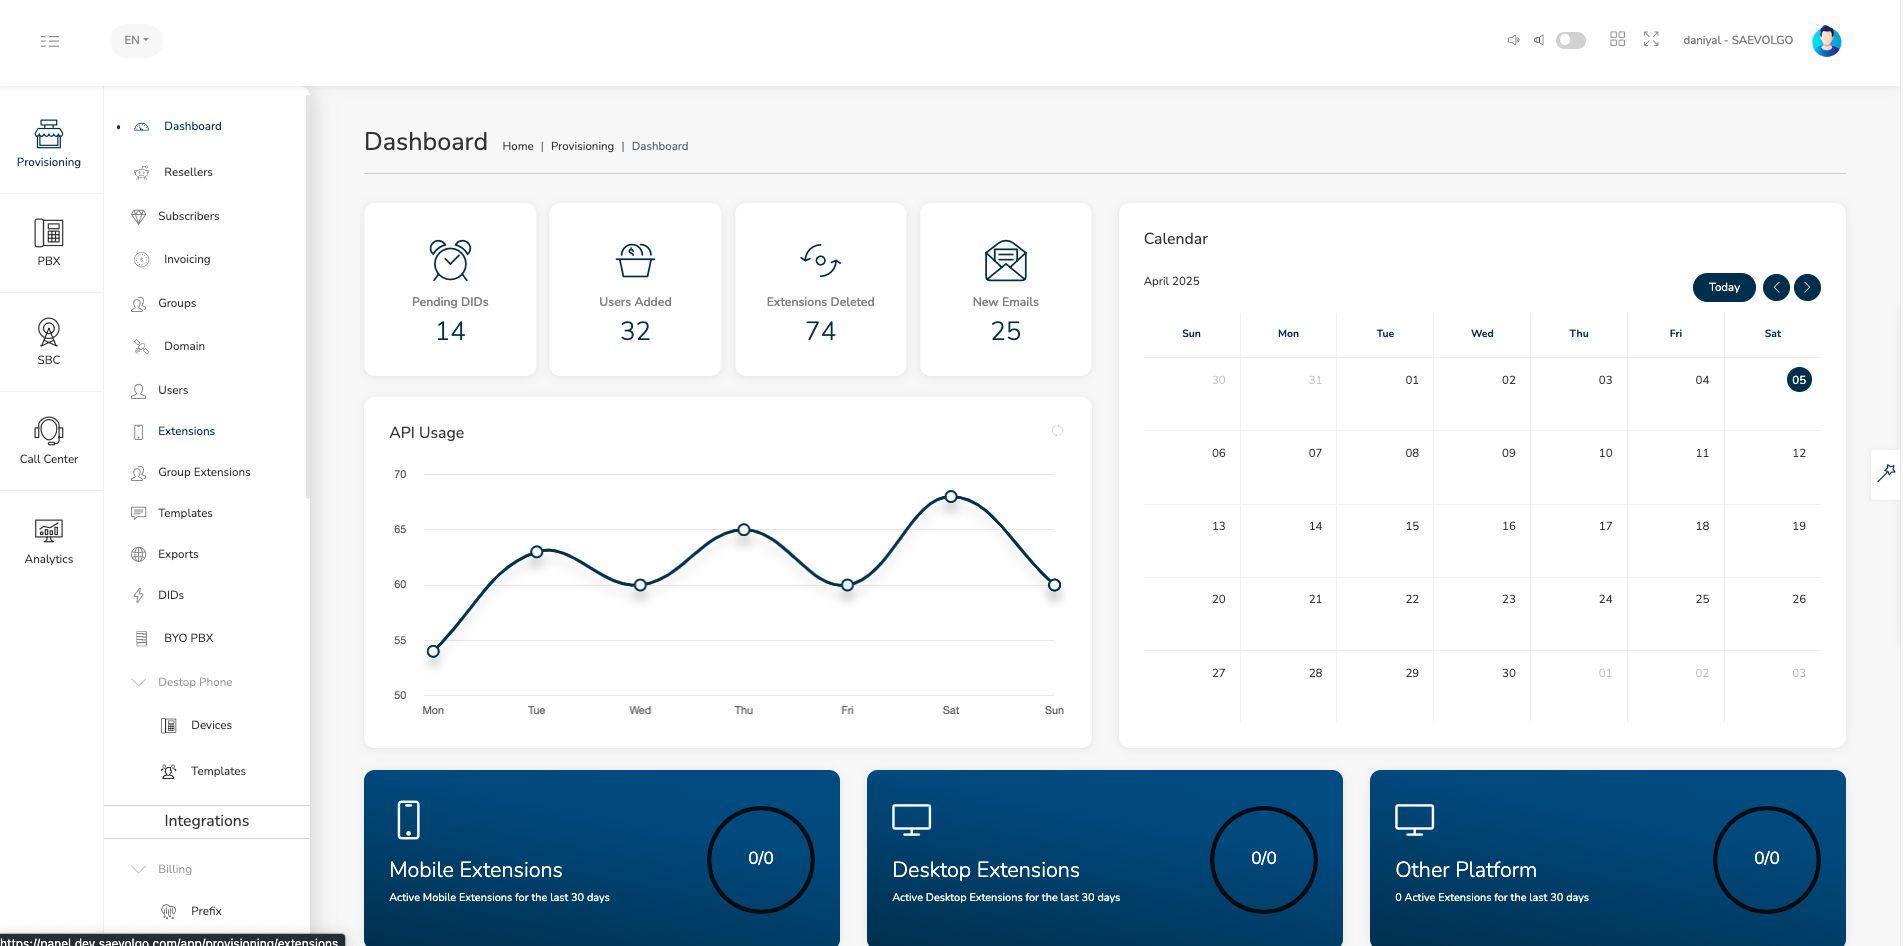 EN
daniyal - SAEVOLGO
Provisioning
PBX
SBC
Call Center
Analytics
Dashboard
Resellers
Subscribers
Invoicing
Groups
Domain
Users
Extensions
Group Extensions
Templates
Exports
DIDs
BYO PBX
Destop Phone
Devices
Templates
Integrations
Billing
Prefix
https://panel.dev.saevolgo.com/app/provisioning/extensions
Dashboard
Home | Provisioning | Dashboard
Pending DIDs
14
Users Added
32
Extensions Deleted
74
New Emails
25
API Usage
70
65
60
55
50
Mon Tue Wed Thu Fri Sat Sun
Calendar
April 2025
Today
Sun Mon Tue Wed Thu Fri Sat
30 31 01 02 03 04 05
06 07 08 09 10 11 12
13 14 15 16 17 18 19
20 21 22 23 24 25 26
27 28 29 30 01 02 03
Mobile Extensions
Active Mobile Extensions for the last 30 days
0/0
Desktop Extensions
Active Desktop Extensions for the last 30 days
0/0
Other Platform
0 Active Extensions for the last 30 days
0/0